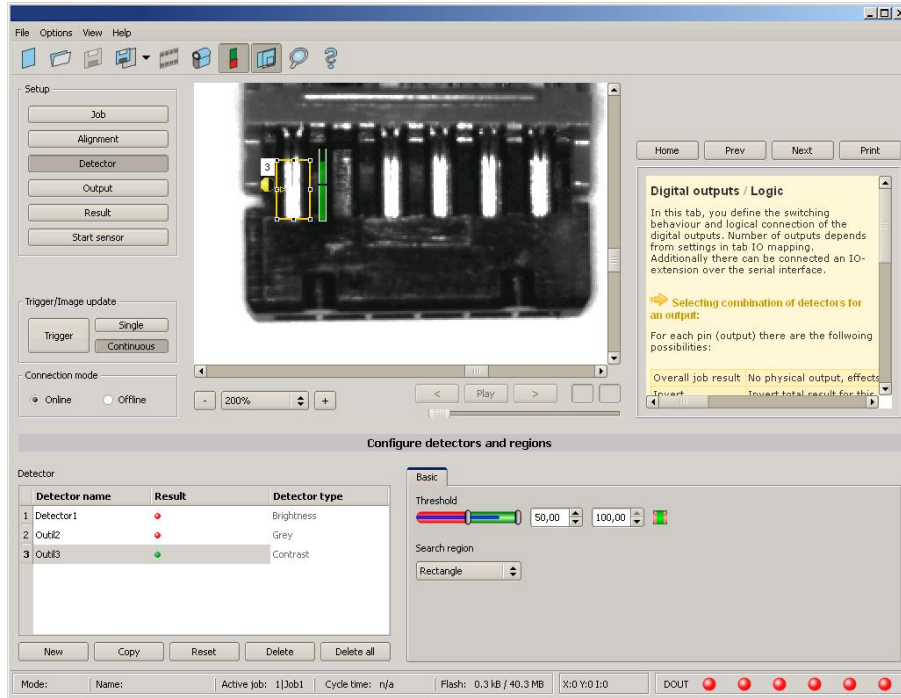 File Options View Help
Setup
Job
Alignment
Detector
Output
Result
Start sensor
Trigger/Image update
Trigger
Single
Continuous
Connection mode
Online Offline
3
- 200% +
< Play >
Home Prev Next Print
Digital outputs / Logic
In this tab, you define the switching
behaviour and logical connection of the
digital outputs. Number of outputs depends
from settings in tab IO mapping.
Additionally there can be connected an IO-
extension over the serial interface.
Selecting combination of detectors for
an output:
For each pin (output) there are the follwoing
possibilities:
Overall job result No physical output, effects
Invert Invert total result for this
Configure detectors and regions
Detector
Detector name Result Detector type
1 Detector1 Brightness
2 Outil2 Grey
3 Outil3 Contrast
New Copy Reset Delete Delete all
Basic
Threshold
50,00 100,00
Search region
Rectangle
Mode: Name: Active job: 1|Job1 Cycle time: n/a Flash: 0.3 kB / 40.3 MB X:0 Y:0 I:0 DOUT